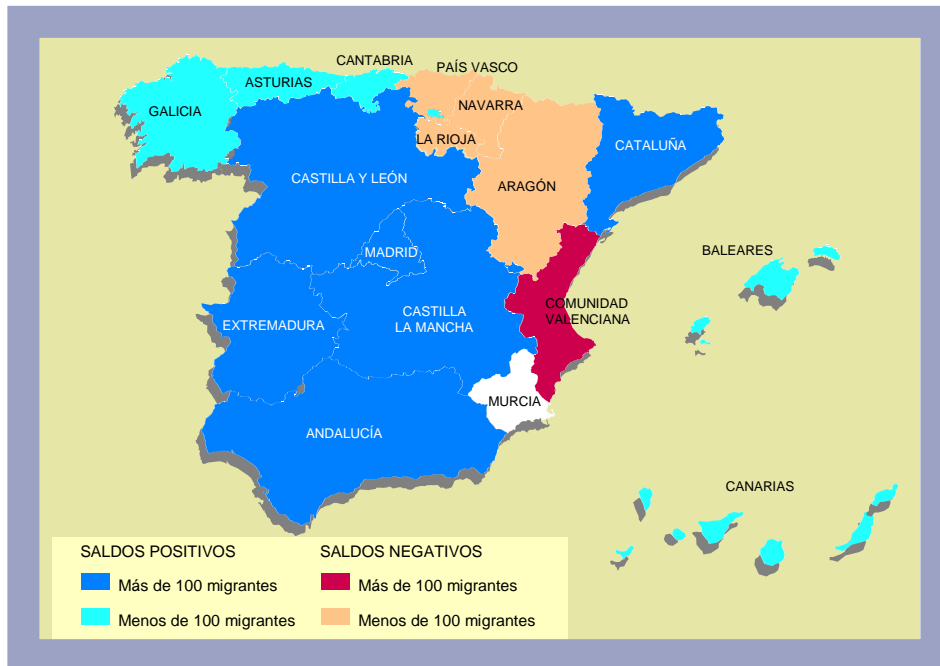 CANTABRIA
PAÍS VASCO
ASTURIAS
GALICIA
NAVARRA
LA RIOJA
CATALUÑA
CASTILLA Y LEÓN
ARAGÓN
MADRID
BALEARES
EXTREMADURA
CASTILLA
LA MANCHA
COMUNIDAD
VALENCIANA
MURCIA
ANDALUCÍA
CANARIAS
SALDOS POSITIVOS
Más de 100 migrantes
Menos de 100 migrantes
SALDOS NEGATIVOS
Más de 100 migrantes
Menos de 100 migrantes